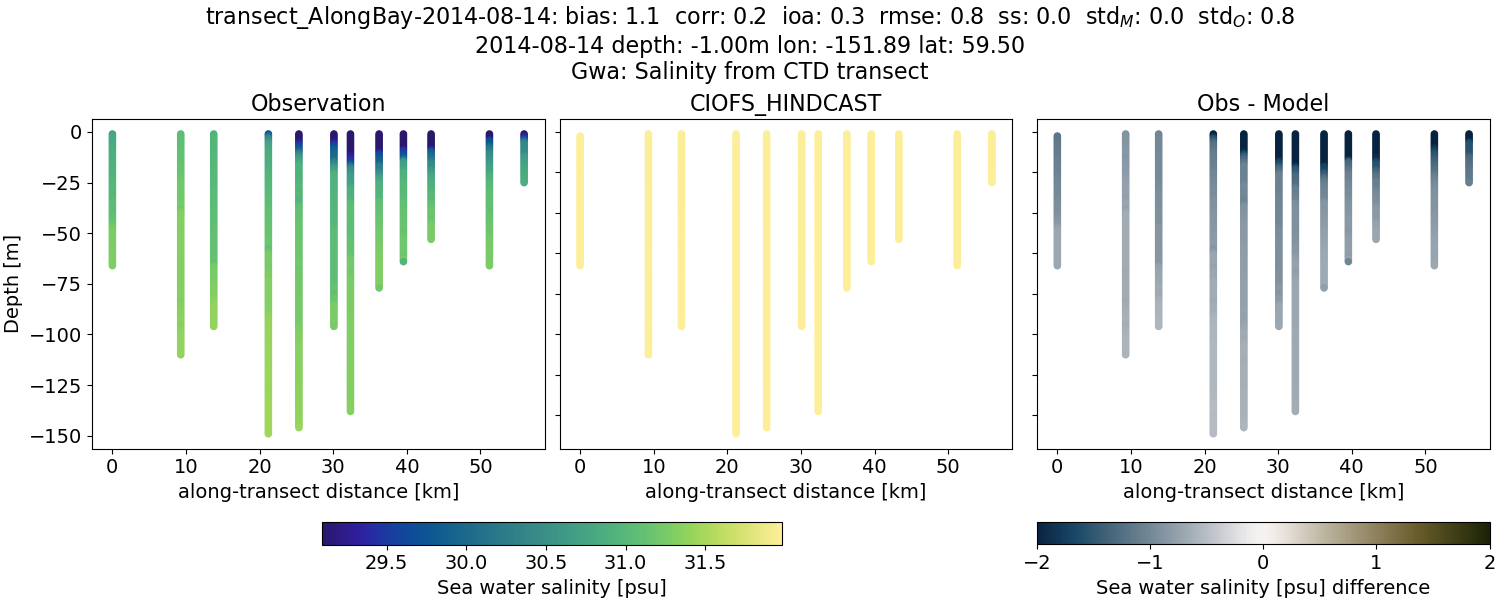 transect_AlongBay-2014-08-14: bias: 1.1 corr: 0.2 ioa: 0.3 rmse: 0.8 ss: 0.0 std_M: 0.0 std_O: 0.8
2014-08-14 depth: -1.00m lon: -151.89 lat: 59.50
Gwa: Salinity from CTD transect
Observation CIOFS_HINDCAST Obs - Model
Depth [m]
0
−25
−50
−75
−100
−125
−150
0 10 20 30 40 50 0 10 20 30 40 50 0 10 20 30 40 50
along-transect distance [km] along-transect distance [km] along-transect distance [km]
29.5 30.0 30.5 31.0 31.5 −2 −1 0 1 2
Sea water salinity [psu] Sea water salinity [psu] difference